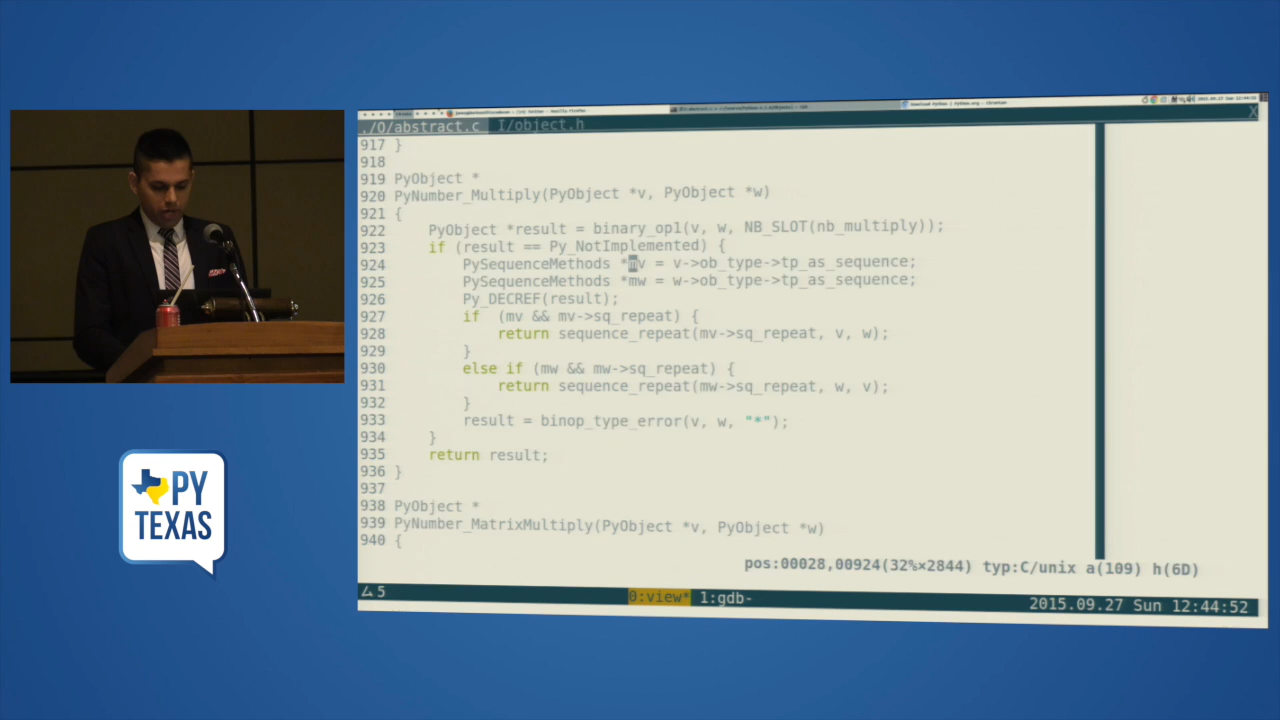 ./O/abstract.c I/object.h X
917 }
918
919 PyObject *
920 PyNumber_Multiply(PyObject *v, PyObject *w)
921 {
922     PyObject *result = binary_op1(v, w, NB_SLOT(nb_multiply));
923     if (result == Py_NotImplemented) {
924         PySequenceMethods *mv = v->ob_type->tp_as_sequence;
925         PySequenceMethods *mw = w->ob_type->tp_as_sequence;
926         Py_DECREF(result);
927         if  (mv && mv->sq_repeat) {
928             return sequence_repeat(mv->sq_repeat, v, w);
929         }
930         else if (mw && mw->sq_repeat) {
931             return sequence_repeat(mw->sq_repeat, w, v);
932         }
933         result = binop_type_error(v, w, "*");
934     }
935     return result;
936 }
937
938 PyObject *
939 PyNumber_MatrixMultiply(PyObject *v, PyObject *w)
940 {
pos:00028,00924(32%×2844) typ:C/unix a(109) h(6D)
5 0:view* 1:gdb- 2015.09.27 Sun 12:44:52
PY
TEXAS